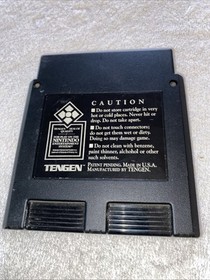 CAUTION
■ Do not store cartridge in very
hot or cold places. Never hit or
drop. Do not take apart.
■ Do not touch connectors;
do not get them wet or dirty.
Doing so may damage game.
■ Do not clean with benzene,
paint thinner, alcohol or other
such solvents.
NINTENDO
TENGEN
PATENT PENDING. MADE IN U.S.A.
MANUFACTURED BY TENGEN.